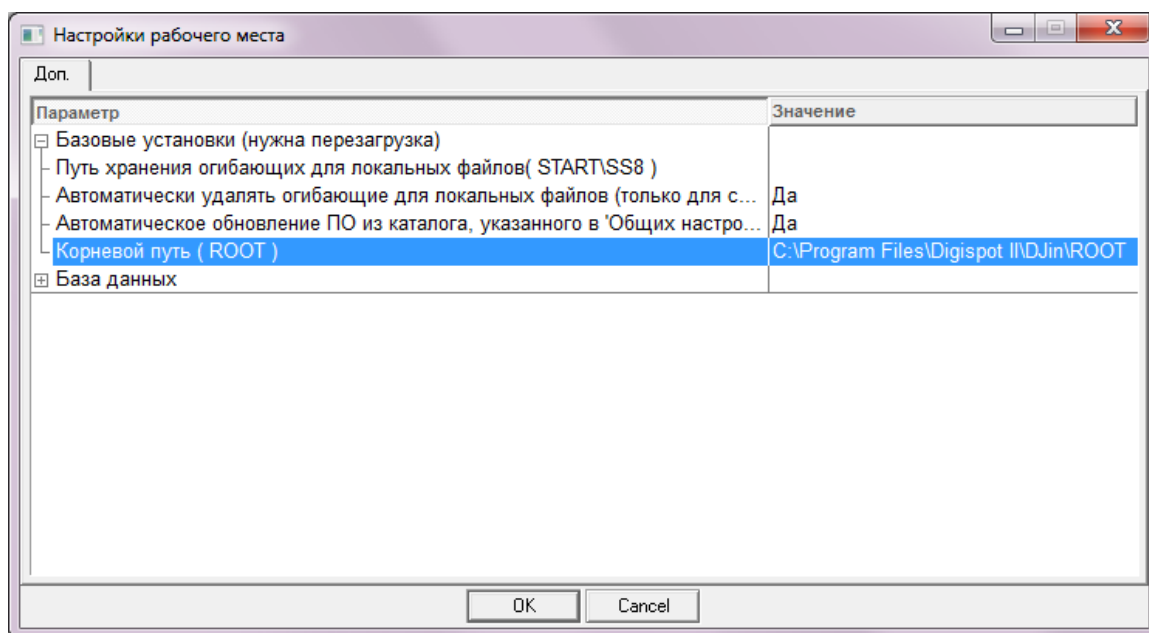 Настройки рабочего места
Доп.
Параметр Значение
Базовые установки (нужна перезагрузка)
Путь хранения огибающих для локальных файлов( START\SS8 )
Автоматически удалять огибающие для локальных файлов (только для с... Да
Автоматическое обновление ПО из каталога, указанного в 'Общих настро... Да
Корневой путь ( ROOT ) C:\Program Files\Digispot II\DJin\ROOT
База данных
OK Cancel